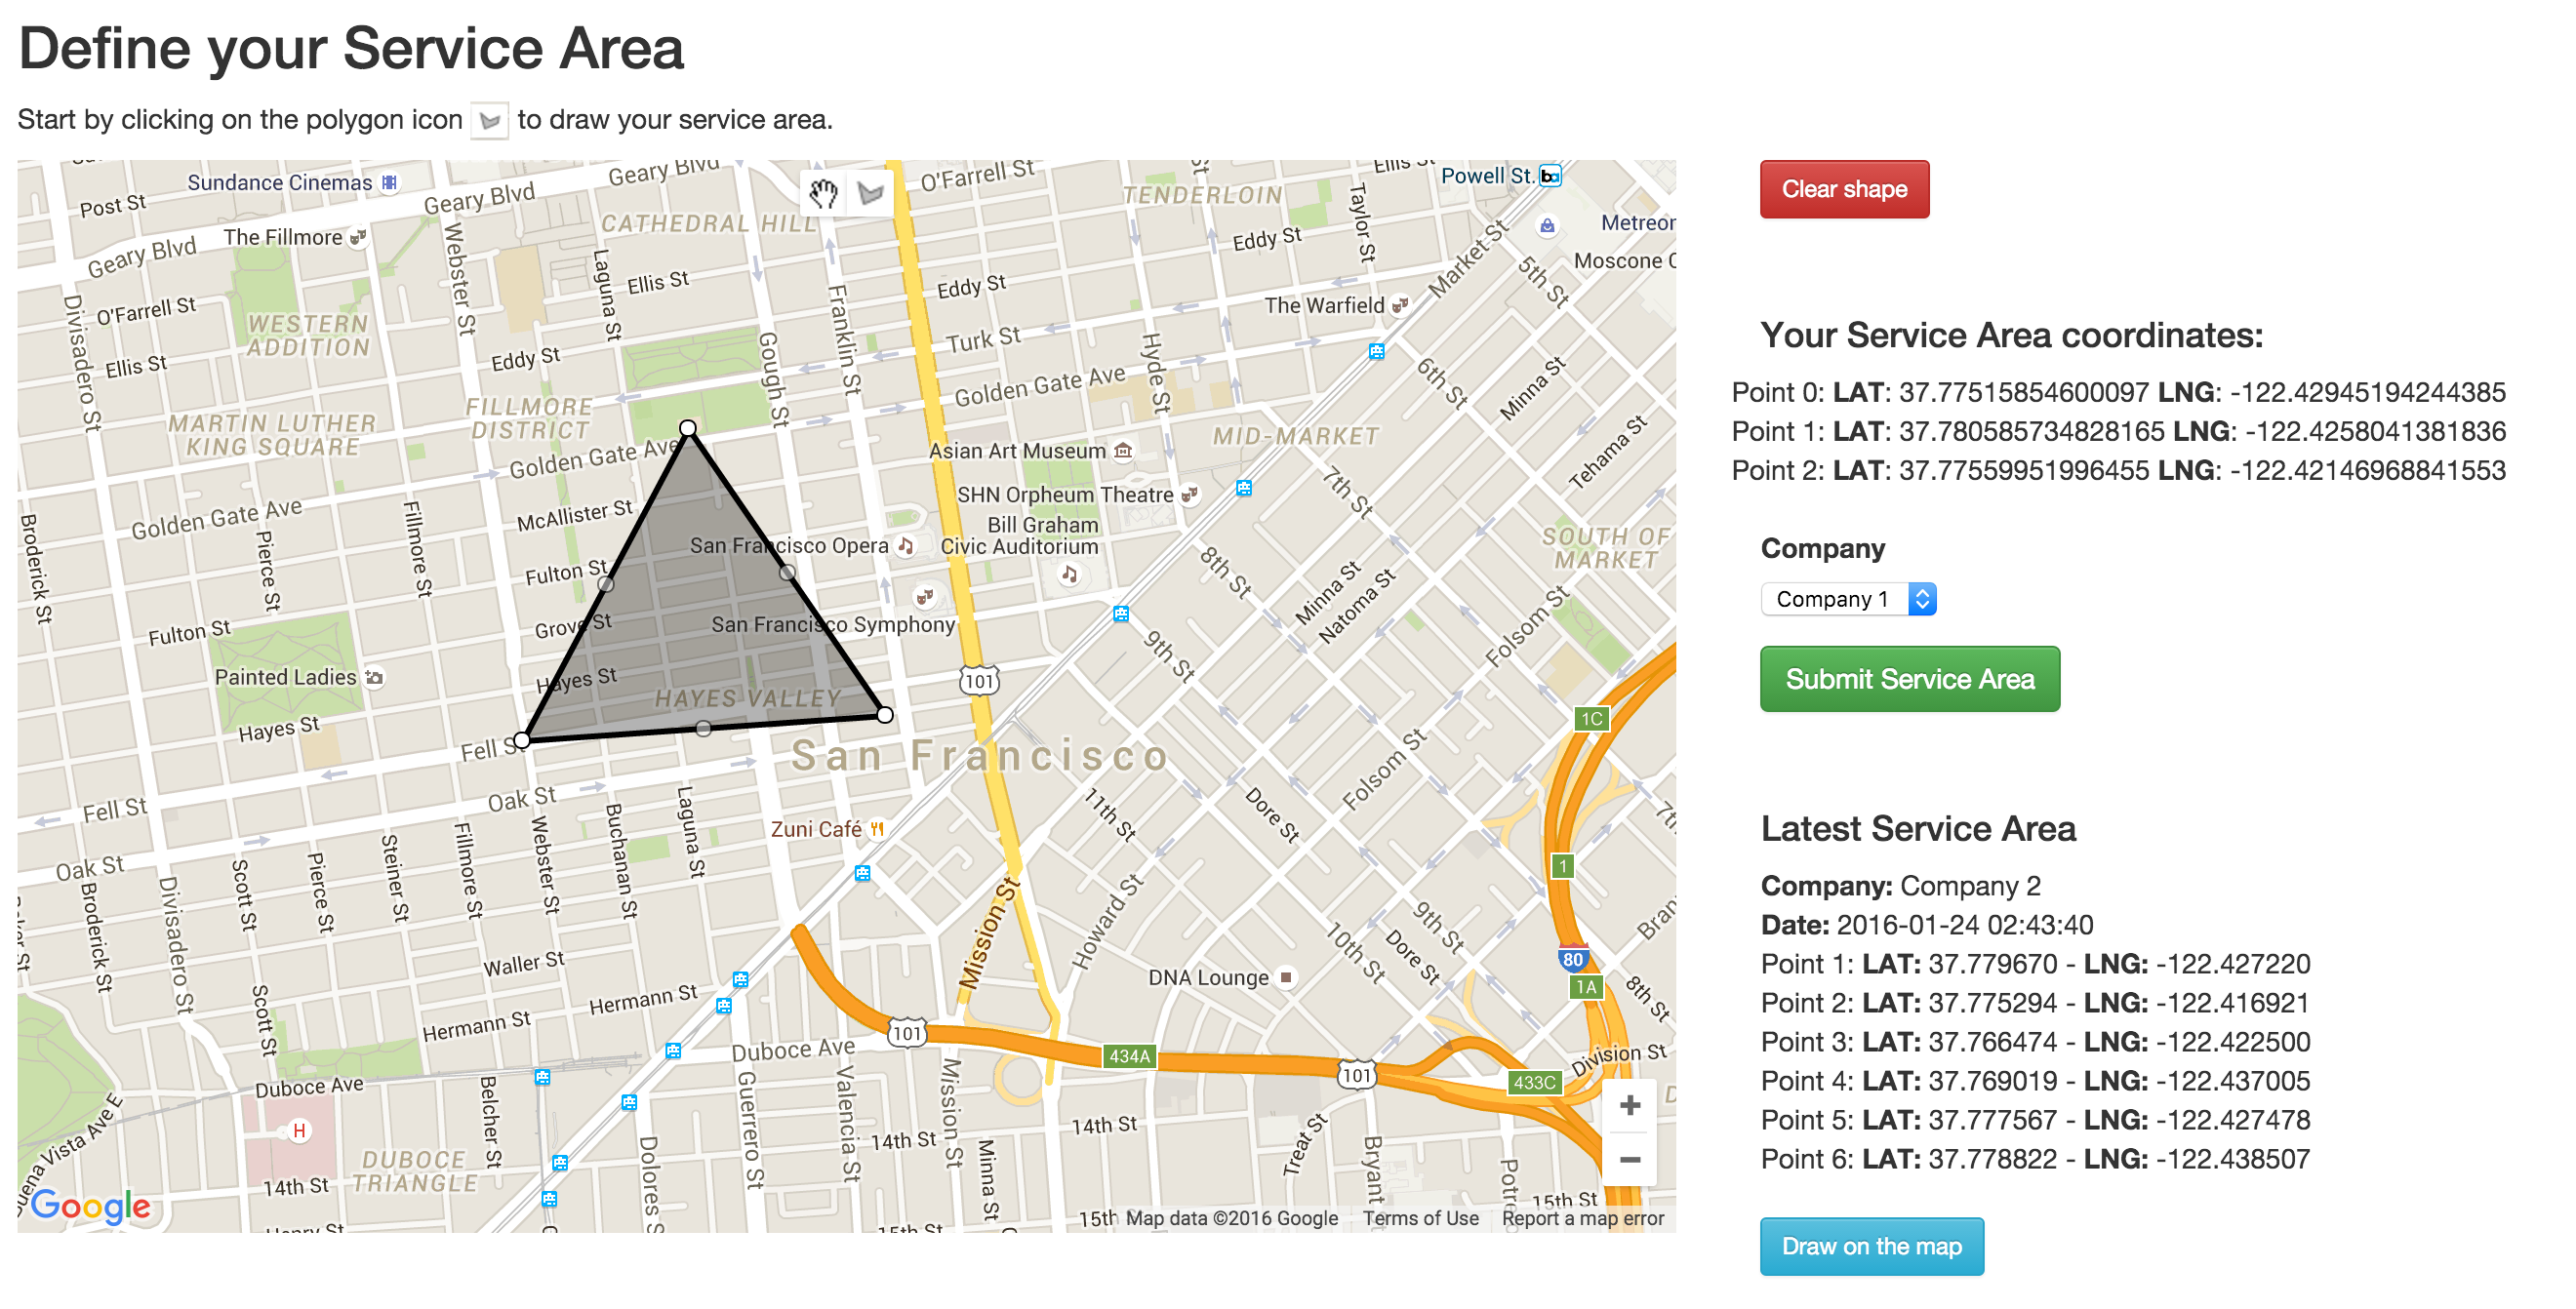 Define your Service Area
Start by clicking on the polygon icon to draw your service area.
Sundance Cinemas
Geary Blvd
Geary Blvd
O'Farrell St
Ellis St
Powell St.
Post St
TENDERLOIN
Taylor St
Metreon
The Fillmore
CATHEDRAL HILL
Eddy St
Market St
Geary Blvd
Webster St
Laguna St
Ellis St
Franklin St
Eddy St
5th St
Moscone C
Divisadero St
O'Farrell St
WESTERN
ADDITION
The Warfield
Ellis St
Eddy St
Gough St
Turk St
Hyde St
6th St
Minna St
Golden Gate Ave
MARTIN LUTHER
KING SQUARE
FILLMORE
DISTRICT
MID-MARKET
Tehama St
Golden Gate Ave
Asian Art Museum
7th St
Golden Gate Ave
McAllister St
SHN Orpheum Theatre
Bill Graham
Civic Auditorium
San Francisco Opera
SOUTH OF
MARKET
Broderick St
Pierce St
Fillmore St
Fulton St
8th St
Minna St
Natoma St
Folsom St
Fulton St
Grove St
San Francisco Symphony
9th St
Painted Ladies
Hayes St
HAYES VALLEY
101
Hayes St
Fell St
San Francisco
1C
Folsom St
Fell St
Oak St
Laguna St
Buchanan St
11th St
Dore St
7th
Zuni Café
Oak St
Scott St
Pierce St
Steiner St
Fillmore St
Webster St
1
Broderick St
Divisadero St
Mission St
Howard St
9th St
10th St
Dore St
Bran
Waller St
DNA Lounge
80
1A
8th St
Scott St
Hermann St
Hermann St
101
Duboce Ave
434A
101
Division St
433C
Duboce Ave
Belcher St
Guerrero St
Valencia St
Mission St
Buena Vista Ave E
H
14th St
14th St
Treat St
Bryant
Potre
DUBOCE
TRIANGLE
Dolores S
Minna St
14th St
15th St
Google
Henry St
15th St
15th
Map data ©2016 Google
Terms of Use
Report a map error
Clear shape
Your Service Area coordinates:
Point 0: LAT: 37.77515854600097 LNG: -122.42945194244385
Point 1: LAT: 37.780585734828165 LNG: -122.4258041381836
Point 2: LAT: 37.77559951996455 LNG: -122.42146968841553
Company
Company 1
Submit Service Area
Latest Service Area
Company: Company 2
Date: 2016-01-24 02:43:40
Point 1: LAT: 37.779670 - LNG: -122.427220
Point 2: LAT: 37.775294 - LNG: -122.416921
Point 3: LAT: 37.766474 - LNG: -122.422500
Point 4: LAT: 37.769019 - LNG: -122.437005
Point 5: LAT: 37.777567 - LNG: -122.427478
Point 6: LAT: 37.778822 - LNG: -122.438507
Draw on the map